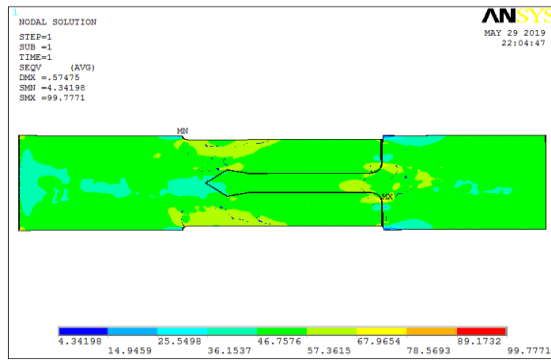 1
NODAL SOLUTION
STEP=1
SUB =1
TIME=1
SEQV (AVG)
DMX =.57475
SMN =4.34198
SMX =99.7771
ANSYS
MAY 29 2019
22:04:47
MN
MX
4.34198 25.5498 46.7576 67.9654 89.1732
14.9459 36.1537 57.3615 78.5693 99.7771